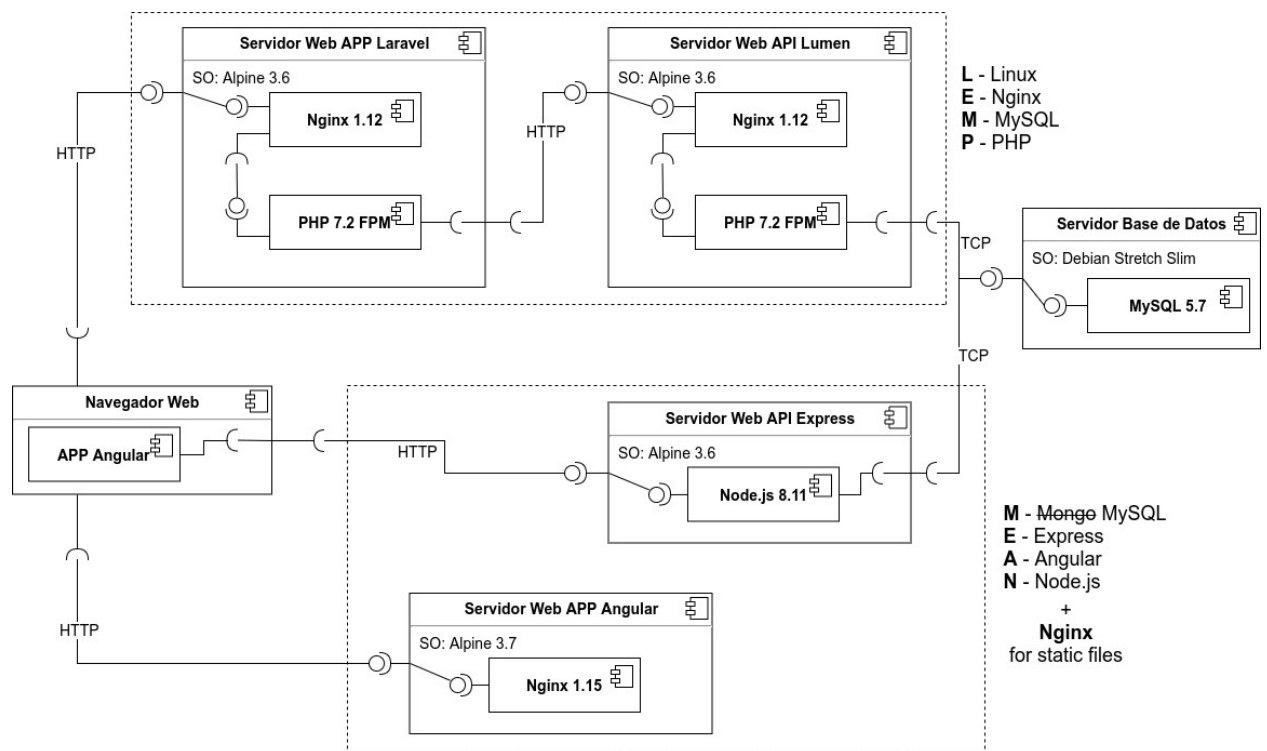 Servidor Web APP Laravel
SO: Alpine 3.6
Nginx 1.12
PHP 7.2 FPM
HTTP
HTTP
Servidor Web API Lumen
SO: Alpine 3.6
Nginx 1.12
PHP 7.2 FPM
L - Linux
E - Nginx
M - MySQL
P - PHP
TCP
Servidor Base de Datos
SO: Debian Stretch Slim
MySQL 5.7
TCP
Navegador Web
APP Angular
HTTP
Servidor Web API Express
SO: Alpine 3.6
Node.js 8.11
M - Mongo MySQL
E - Express
A - Angular
N - Node.js
+
Nginx
for static files
HTTP
Servidor Web APP Angular
SO: Alpine 3.7
Nginx 1.15